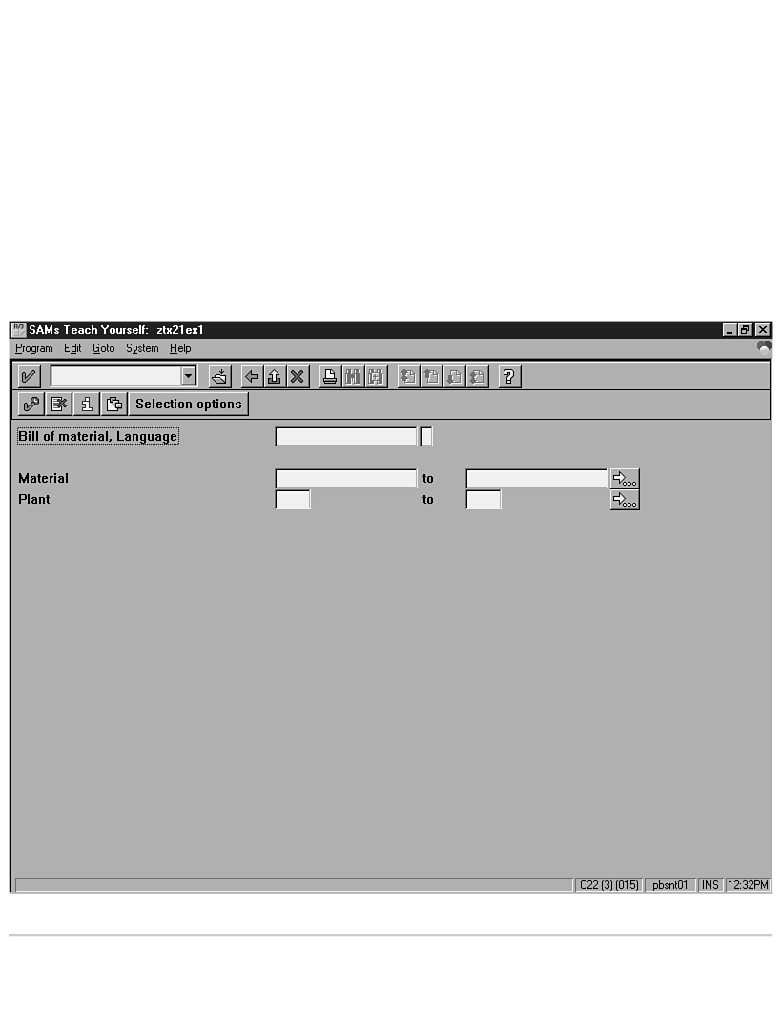 SAMs Teach Yourself: ztx21ex1
Program Edit Goto System Help
Selection options
Bill of material, Language
Material to
Plant to
C22 (3) (015) pbsnt01 INS 12:32PM